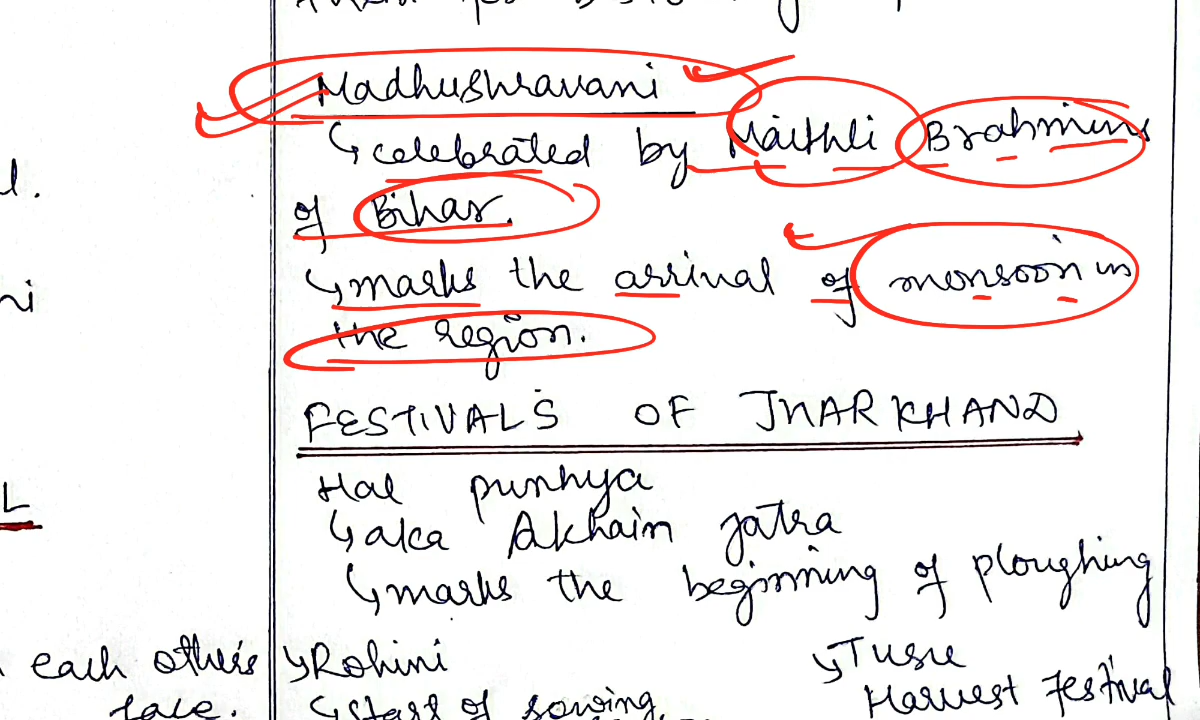 l.
ni
L
each other's
face.
Madhushravani
↳ celebrated by Maithli Brahmins
of Bihar.
↳ marks the arrival of monsoon in
the region.
FESTIVALS OF JHARKHAND
Hal punhya
↳ aka Akhain jatra
↳ marks the beginning of ploughing
↳ Rohini
↳ start of sowing
↳ Tusu
Harvest Festival